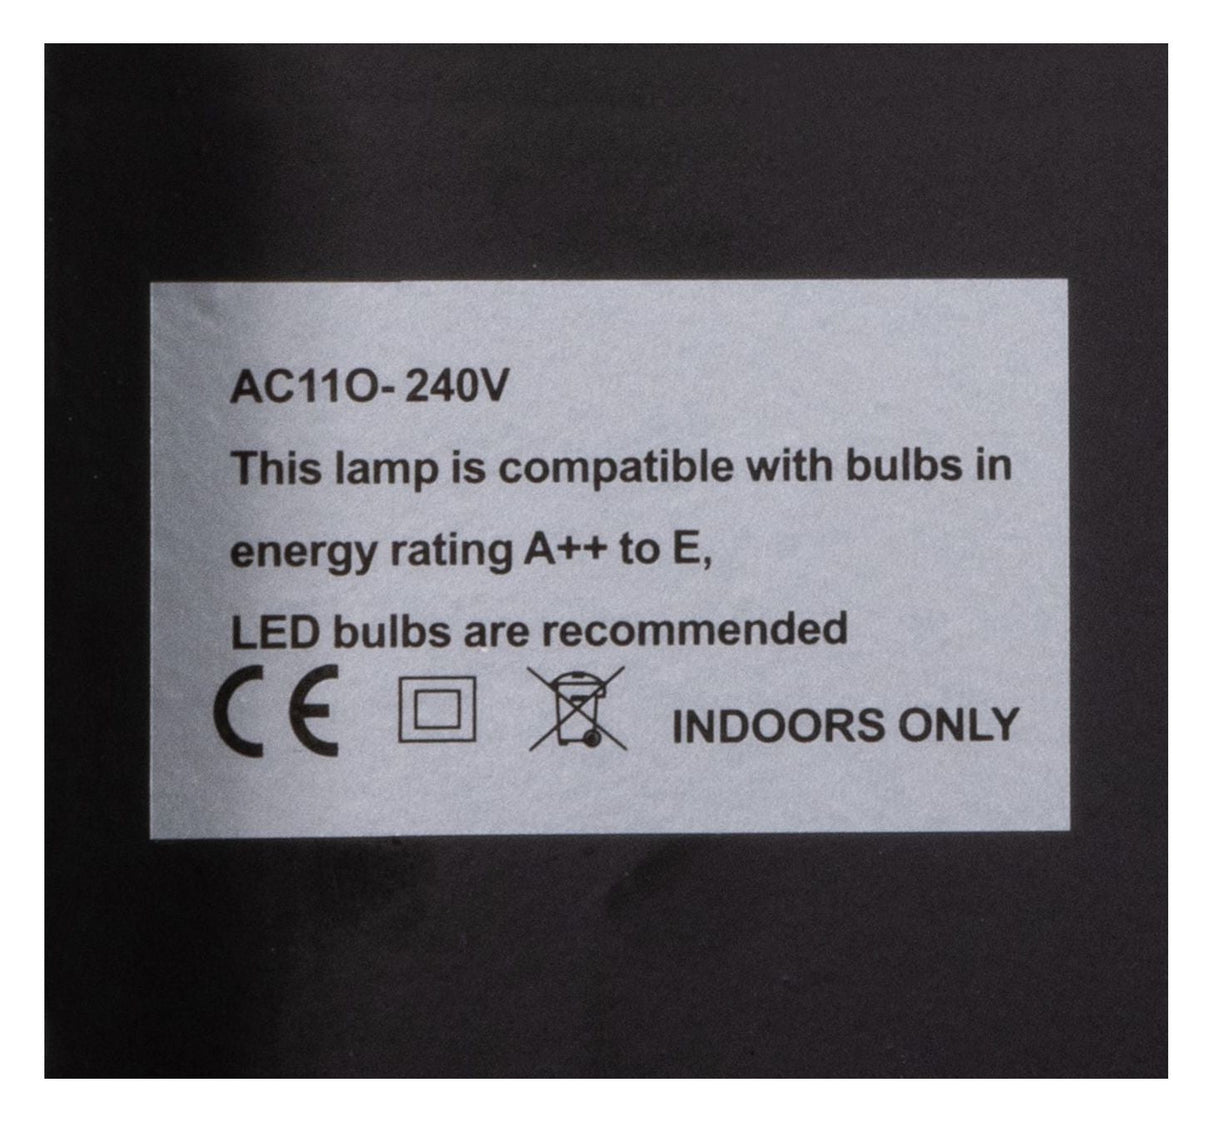 AC11O- 240V
This lamp is compatible with bulbs in
energy rating A++ to E,
LED bulbs are recommended
CE INDOORS ONLY